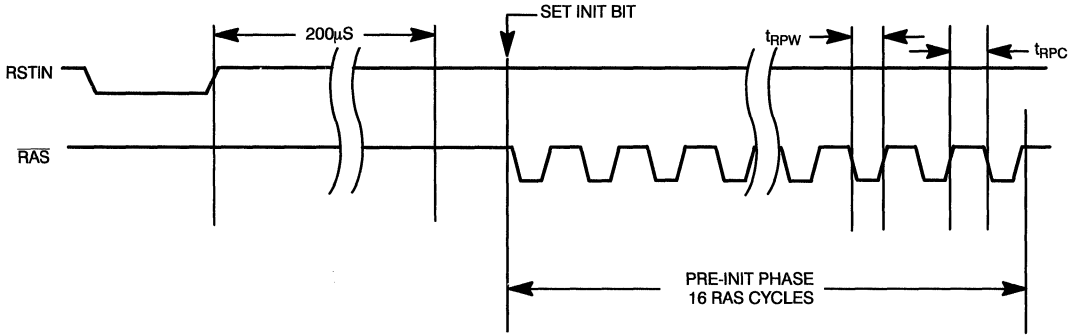 SET INIT BIT
200μS
tRPW
tRPC
RSTIN
RAS
PRE-INIT PHASE
16 RAS CYCLES